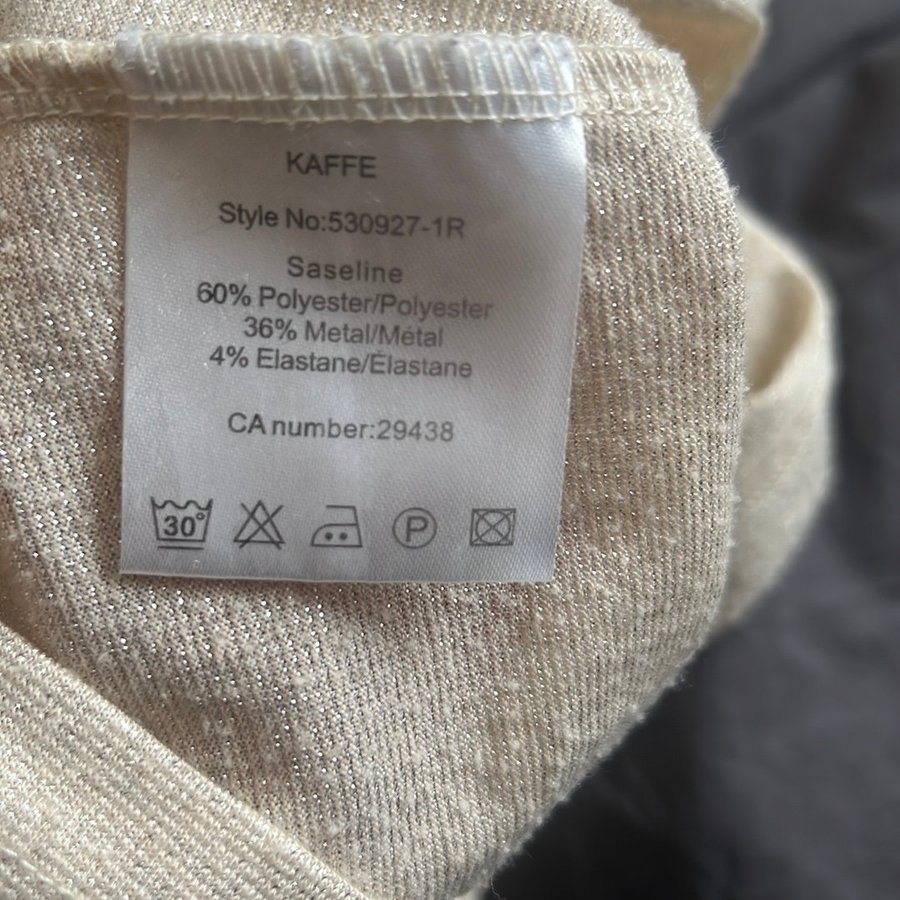 KAFFE
Style No:530927-1R
Saseline
60% Polyester/Polyester
36% Metal/Métal
4% Elastane/Élastane
CA number:29438
30°
P